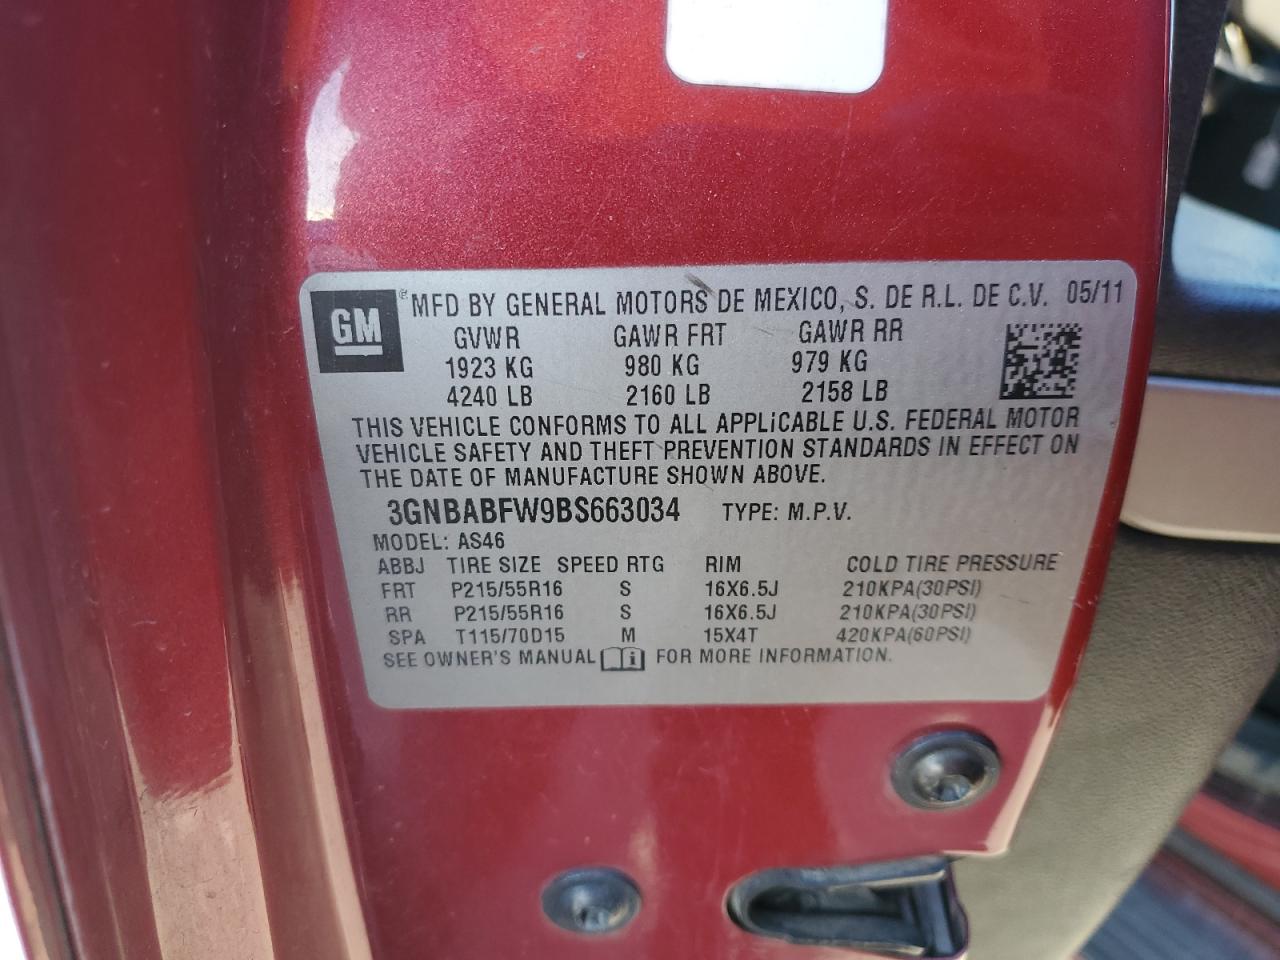 GM ® MFD BY GENERAL MOTORS DE MEXICO, S. DE R.L. DE C.V. 05/11
GVWR GAWR FRT GAWR RR
1923 KG 980 KG 979 KG
4240 LB 2160 LB 2158 LB
THIS VEHICLE CONFORMS TO ALL APPLiCABLE U.S. FEDERAL MOTOR
VEHICLE SAFETY AND THEFT PREVENTION STANDARDS IN EFFECT ON
THE DATE OF MANUFACTURE SHOWN ABOVE.
3GNBABFW9BS663034 TYPE: M.P.V.
MODEL: AS46
ABBJ TIRE SIZE SPEED RTG RIM COLD TIRE PRESSURE
FRT P215/55R16 S 16X6.5J 210KPA(30PSI)
RR P215/55R16 S 16X6.5J 210KPA(30PSI)
SPA T115/70D15 M 15X4T 420KPA(60PSI)
SEE OWNER'S MANUAL i FOR MORE INFORMATION.